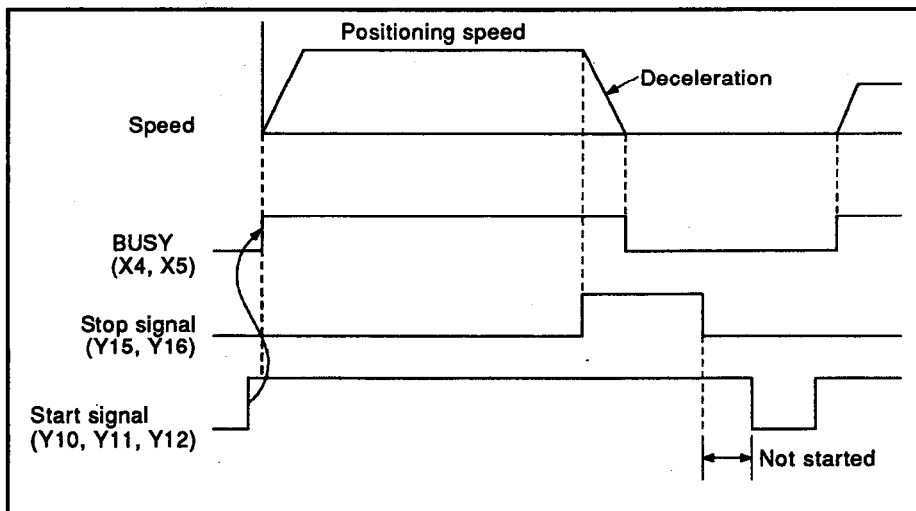 Positioning speed
Deceleration
Speed
BUSY
(X4, X5)
Stop signal
(Y15, Y16)
Start signal
(Y10, Y11, Y12)
Not started